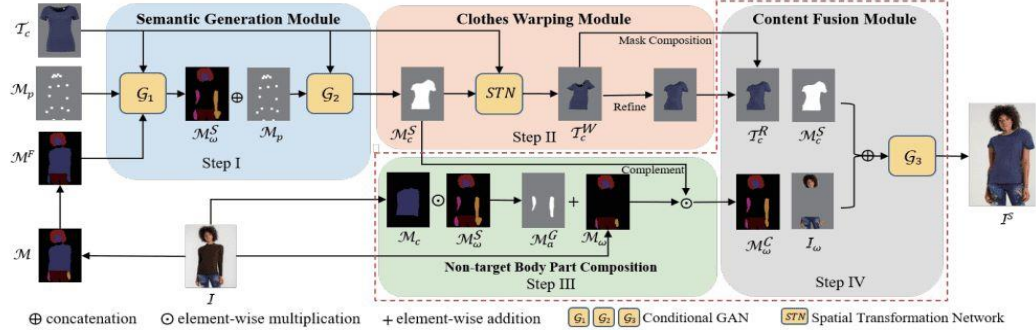 Semantic Generation Module
Clothes Warping Module
Content Fusion Module
𝒯c
Mask Composition
ℳp
𝒢1
⊕
𝒢2
STN
Refine
ℳωS
ℳp
ℳcS
𝒯cW
𝒯cR
ℳcS
ℳF
Step I
Step II
⊕
𝒢3
Complement
⊙
+
⊙
IS
ℳ
ℳc
ℳωS
ℳaG
ℳω
ℳωC
Iω
I
Non-target Body Part Composition
Step III
Step IV
⊕ concatenation
⊙ element-wise multiplication
+ element-wise addition
𝒢1 𝒢2 𝒢3 Conditional GAN
STN Spatial Transformation Network